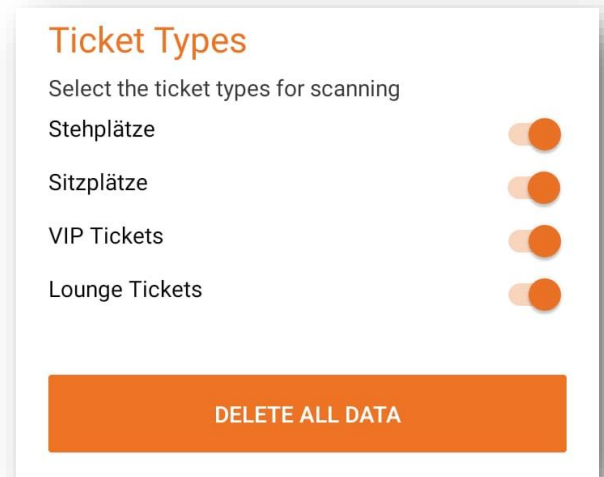 Ticket Types
Select the ticket types for scanning
Stehplätze
Sitzplätze
VIP Tickets
Lounge Tickets
DELETE ALL DATA